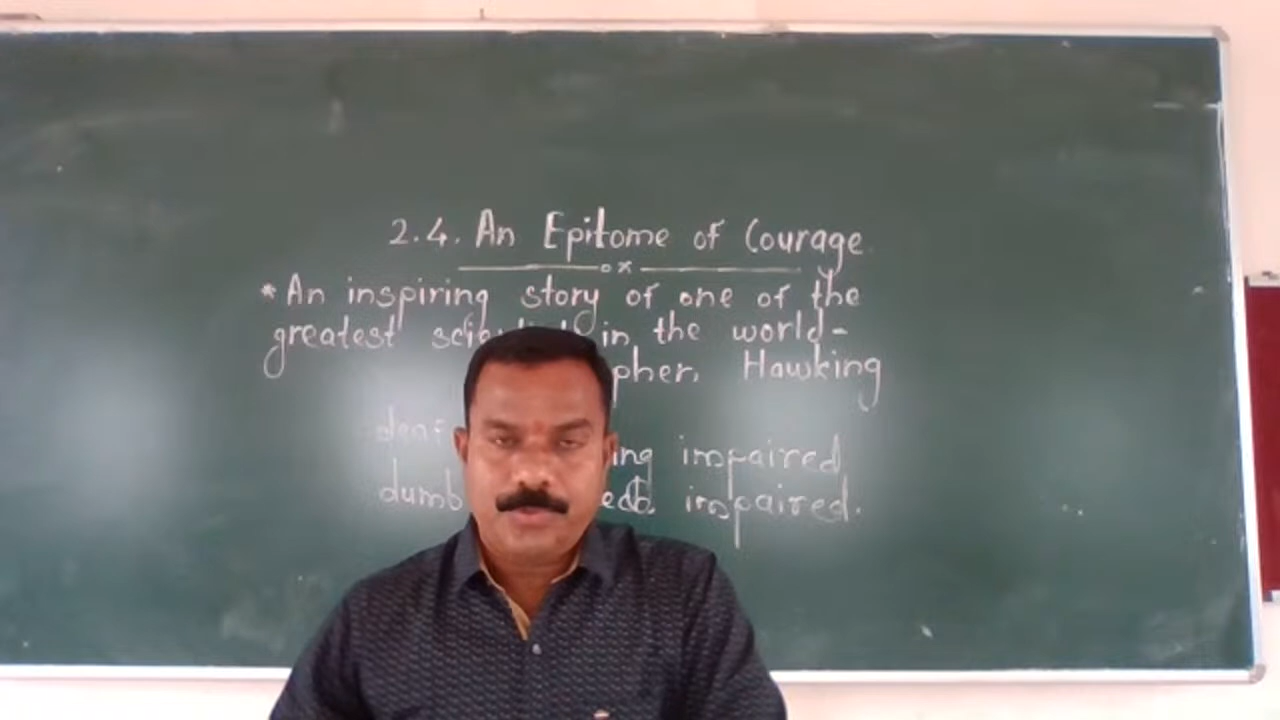 2.4. An Epitome of Courage
* An inspiring story of one of the
greatest in the world-
Hawking
impaired
dumb impaired.